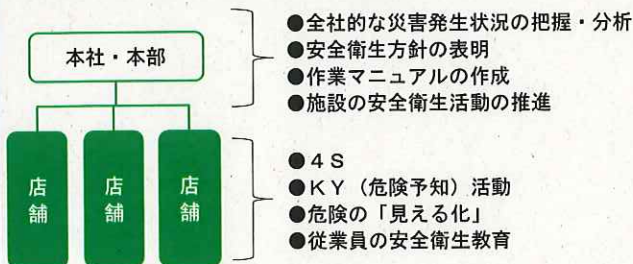 本社・本部
●全社的な災害発生状況の把握・分析
●安全衛生方針の表明
●作業マニュアルの作成
●施設の安全衛生活動の推進
店舗
店舗
店舗
●4S
●KY(危険予知)活動
●危険の「見える化」
●従業員の安全衛生教育